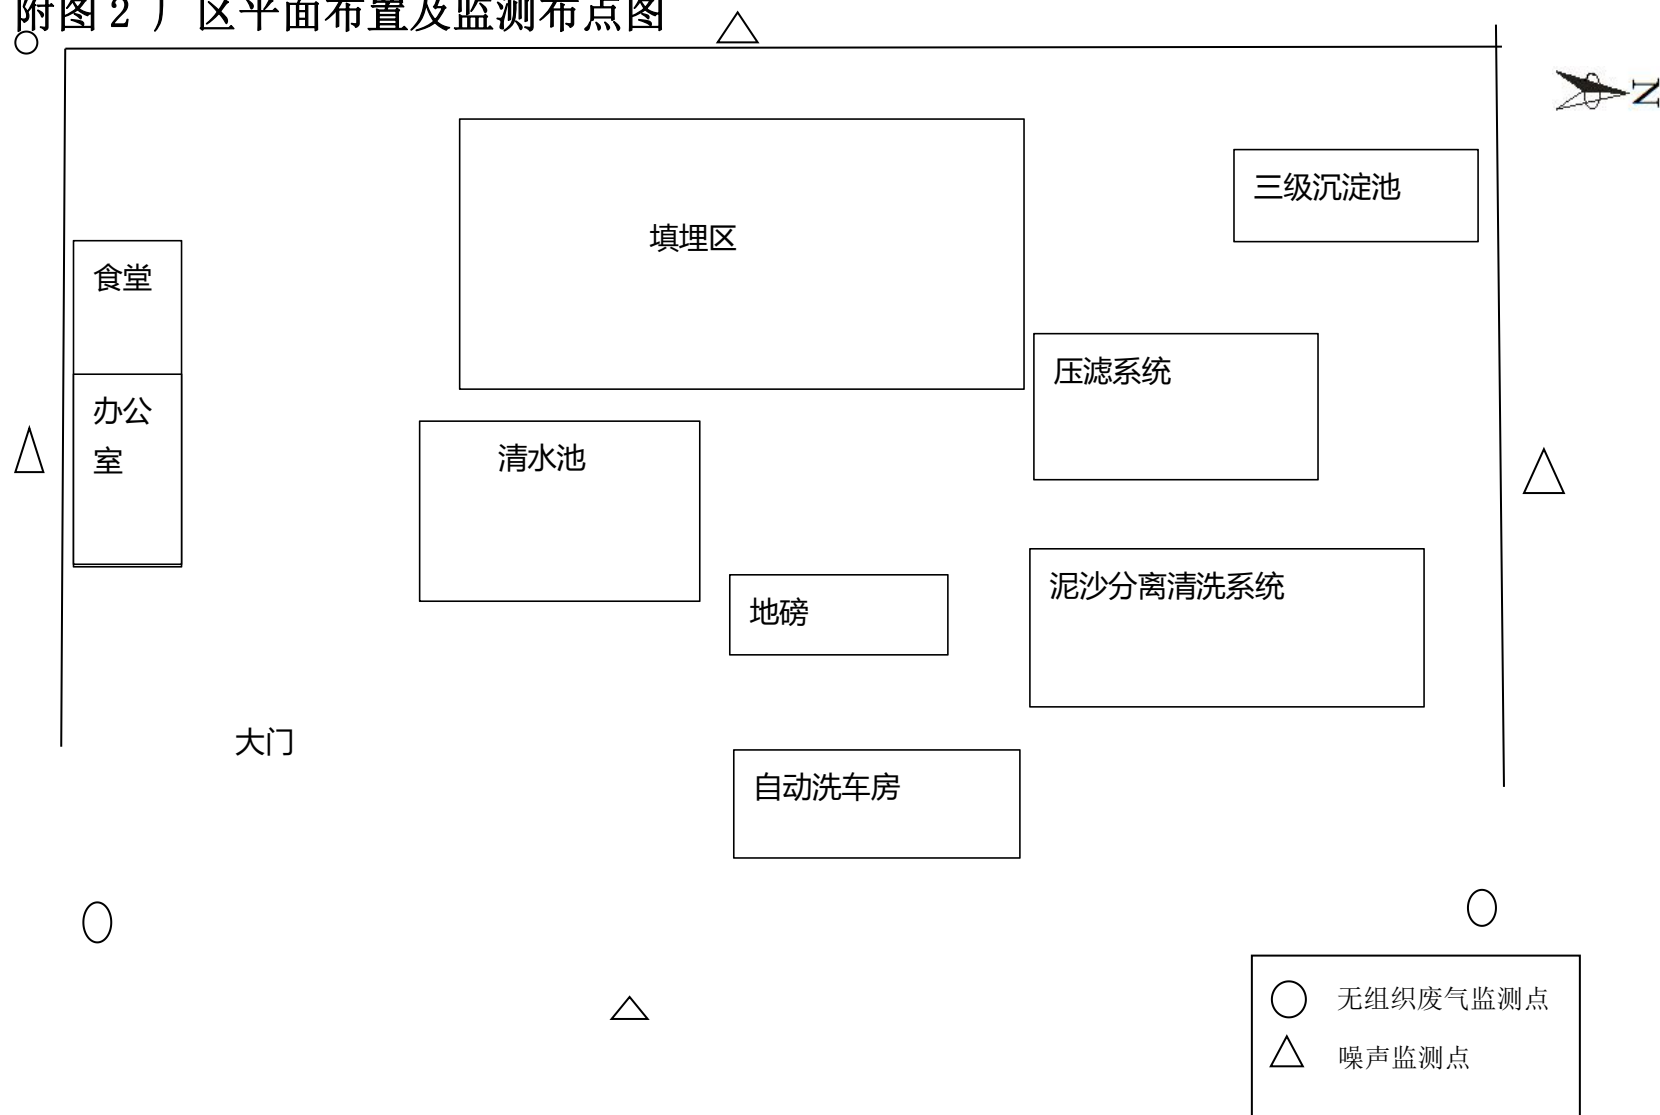 附图2 厂区平面布置及监测布点图
N
三级沉淀池
填埋区
食堂
压滤系统
办公
室
清水池
泥沙分离清洗系统
地磅
大门
自动洗车房
无组织废气监测点
噪声监测点